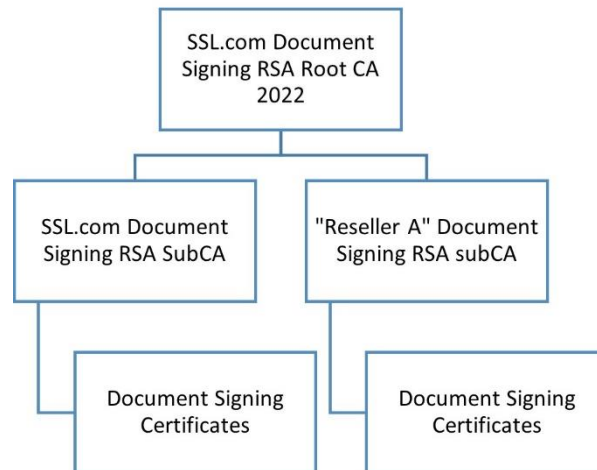 SSL.com Document
Signing RSA Root CA
2022
SSL.com Document
Signing RSA SubCA
"Reseller A" Document
Signing RSA subCA
Document Signing
Certificates
Document Signing
Certificates